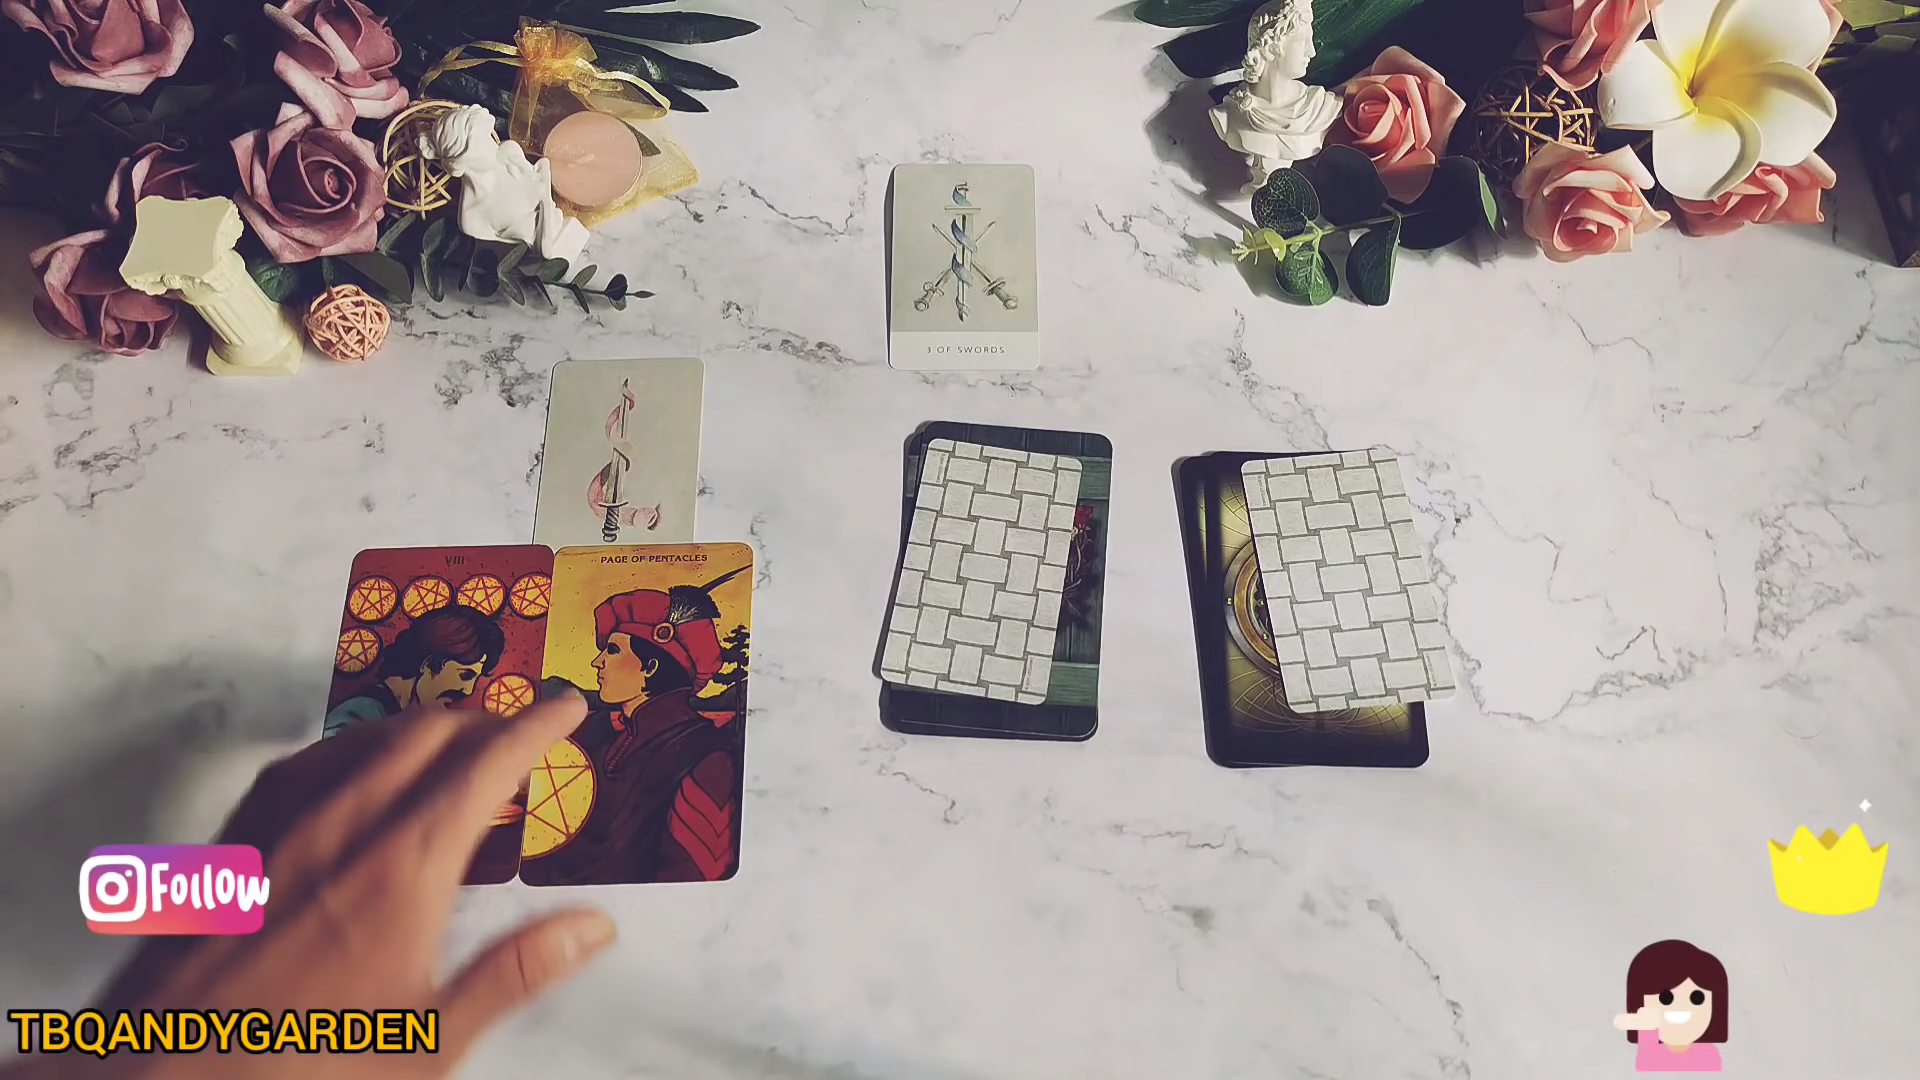 3 OF SWORDS
VIII
PAGE OF PENTACLES
Follow
TBQANDYGARDEN